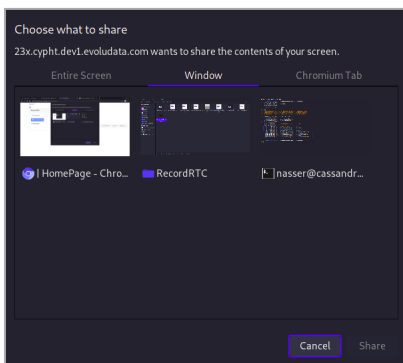 Choose what to share
23x.cypht.dev1.evoludata.com wants to share the contents of your screen.
Entire Screen Window Chromium Tab
| HomePage - Chro... RecordRTC nasser@cassandr...
Cancel Share